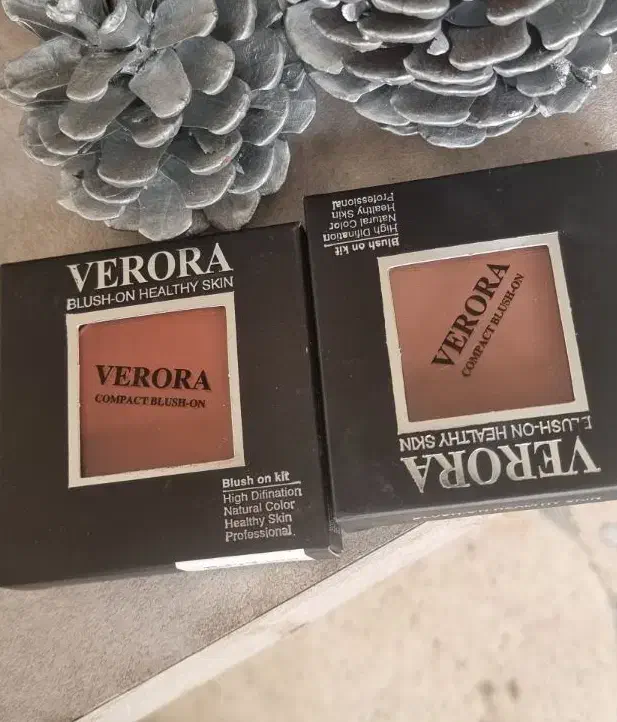 VERORA
BLUSH-ON HEALTHY SKIN
VERORA
COMPACT BLUSH-ON
Blush on kit
High Difination
Natural Color
Healthy Skin
Professional
VERORA
BLUSH-ON HEALTHY SKIN
VERORA
COMPACT BLUSH-ON
Blush on kit
High Difination
Natural Color
Healthy Skin
Professional